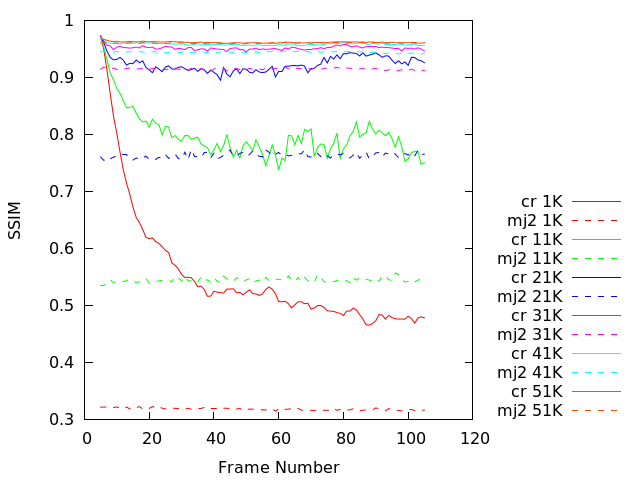 1
0.9
0.8
0.7
0.6
0.5
0.4
0.3
SSIM
0
20
40
60
80
100
120
Frame Number
cr 1K
mj2 1K
cr 11K
mj2 11K
cr 21K
mj2 21K
cr 31K
mj2 31K
cr 41K
mj2 41K
cr 51K
mj2 51K